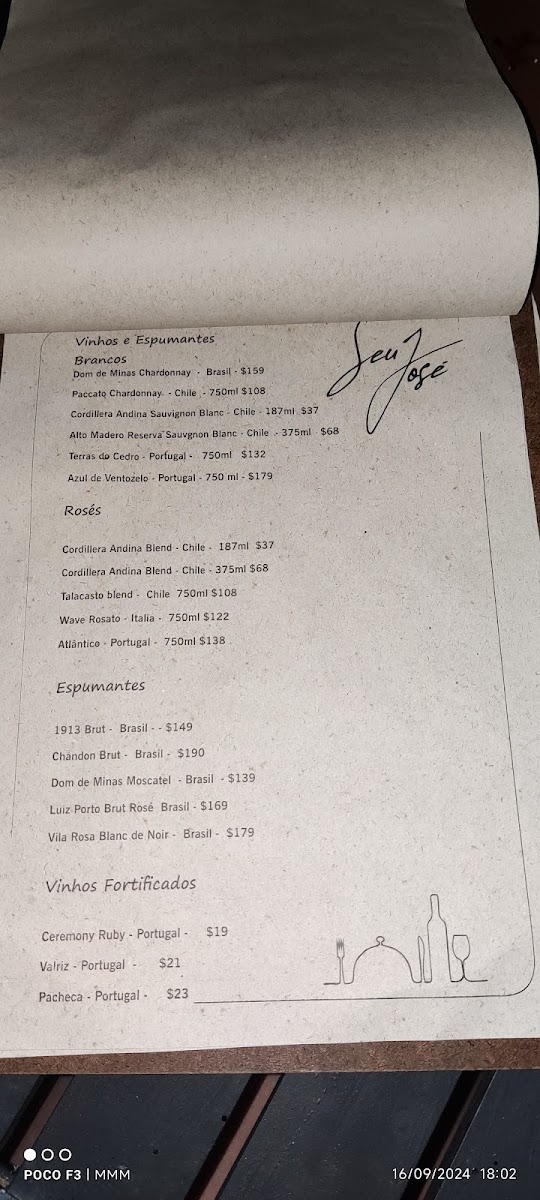 Vinhos e Espumantes
Seu José
Brancos
Dom de Minas Chardonnay - Brasil - $159
Paccato Chardonnay. - Chile - 750ml $108
Cordillera Andina Sauvignon Blanc - Chile - 187ml $37
Alto Madero Reserva Sauvgnon Blanc - Chile - 375ml $68
Terras do Cedro - Portugal - 750ml $132
Azul de Ventozelo - Portugal - 750 ml - $179
Rosés
Cordillera Andina Blend - Chile - 187ml $37
Cordillera Andina Blend - Chile - 375ml $68
Talacasto blend - Chile 750ml $108
Wave Rosato - Italia - 750ml $122
Atlântico - Portugal - 750ml $138
Espumantes
1913 Brut - Brasil - - $149
Chandon Brut - Brasil - $190
Dom de Minas Moscatel - Brasil - $139
Luiz Porto Brut Rosé Brasil - $169
Vila Rosa Blanc de Noir - Brasil - $179
Vinhos Fortificados
Ceremony Ruby - Portugal - $19
Valriz - Portugal - $21
Pacheca - Portugal - $23
POCO F3 | MMM
16/09/2024 18:02